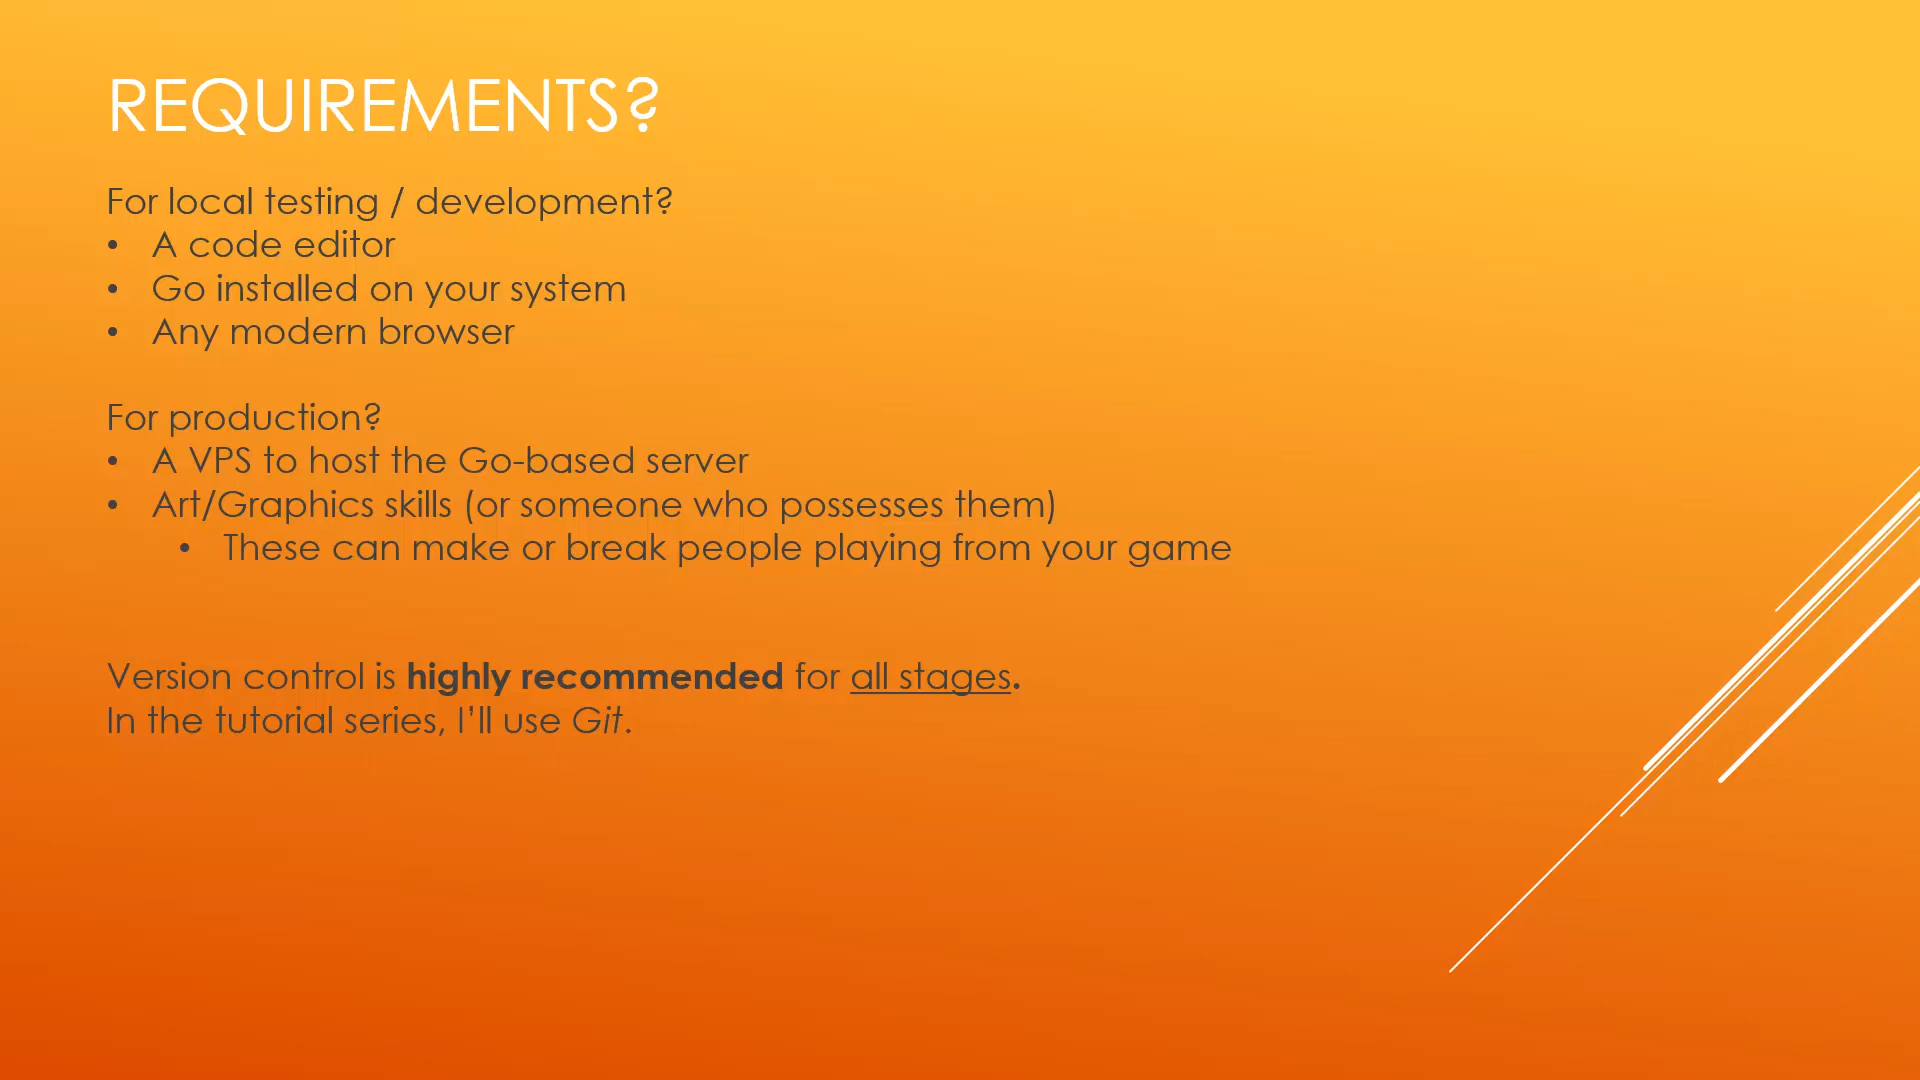 REQUIREMENTS?
For local testing / development?
• A code editor
• Go installed on your system
• Any modern browser
For production?
• A VPS to host the Go-based server
• Art/Graphics skills (or someone who possesses them)
• These can make or break people playing from your game
Version control is highly recommended for all stages.
In the tutorial series, I'll use Git.